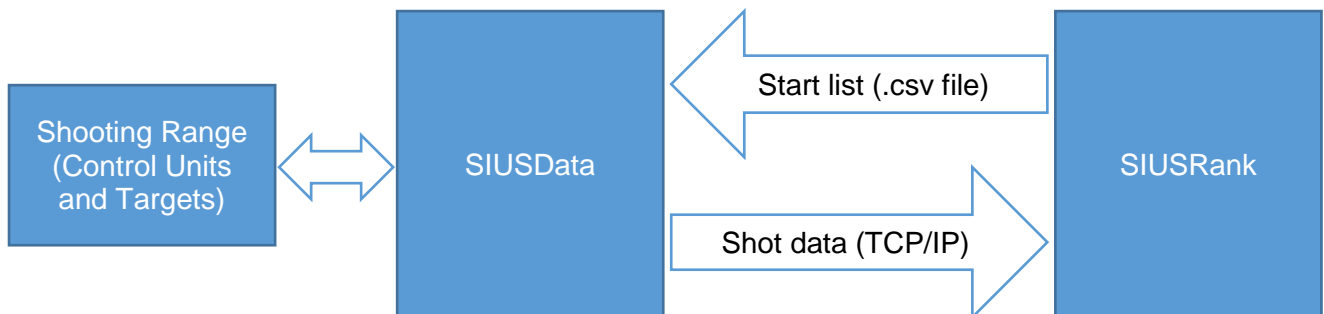 Shooting Range
(Control Units
and Targets)
SIUSData
Start list (.csv file)
Shot data (TCP/IP)
SIUSRank